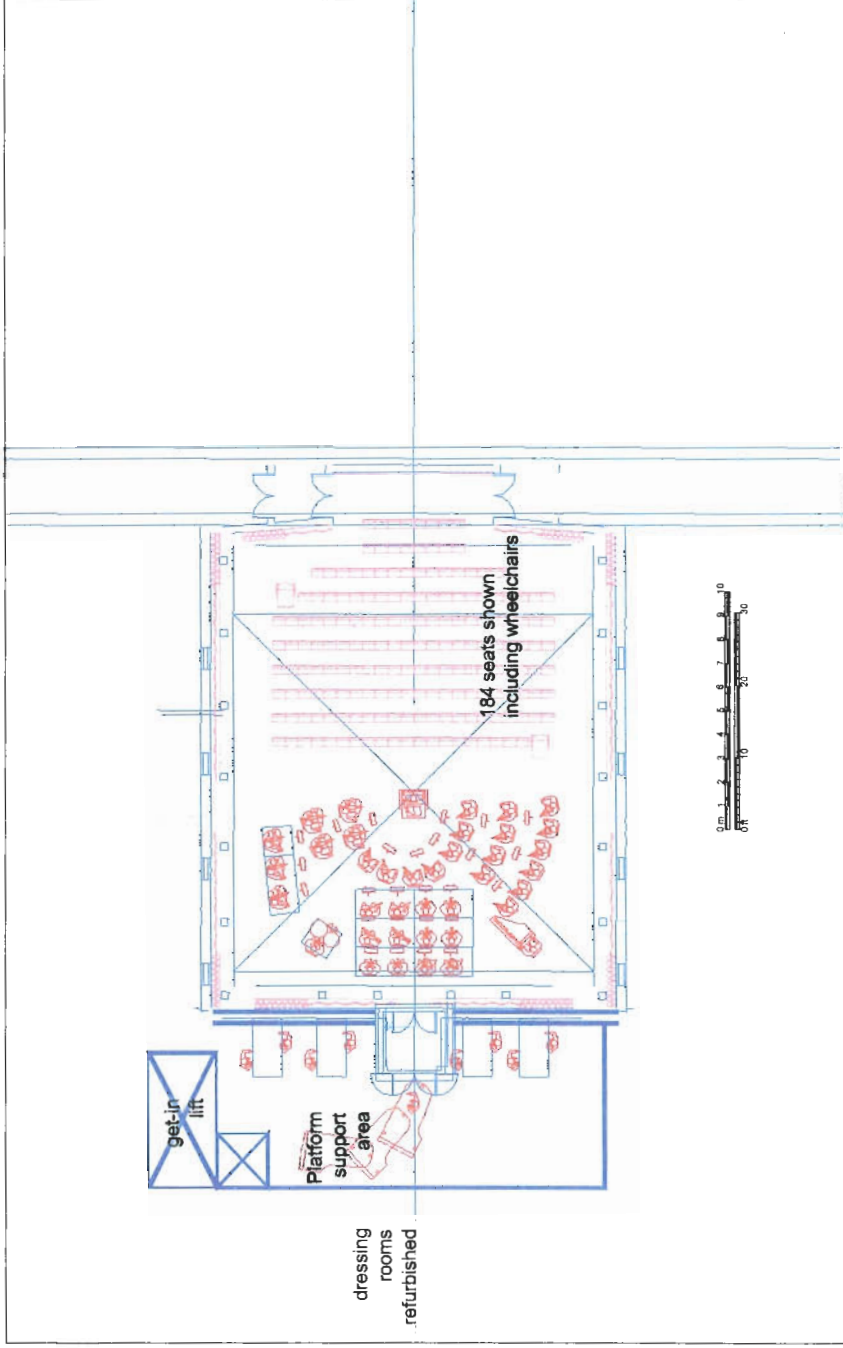 get-in
lift
Platform
support
area
dressing
rooms
refurbished
184 seats shown
including wheelchairs
0m 1 2 3 4 5 6 7 8 9 10
0ft 10 20 30